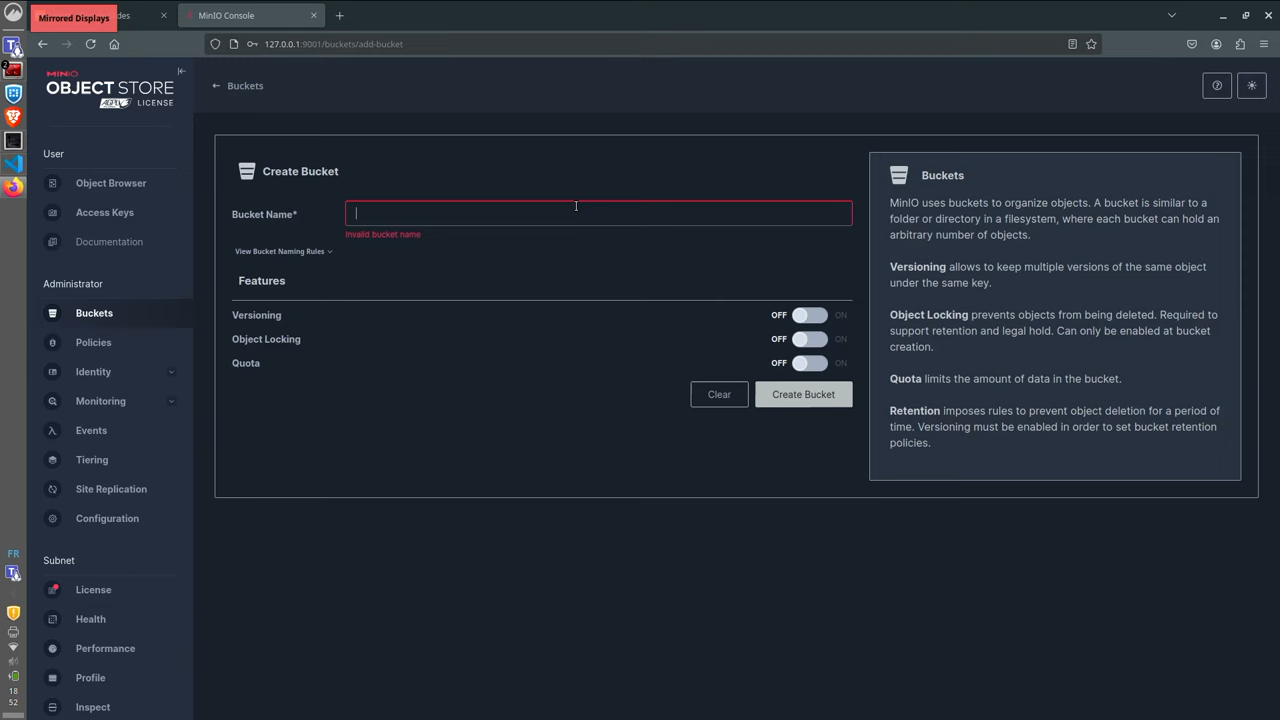 Mirrored Displays
des
MinIO Console
127.0.0.1:9001/buckets/add-bucket
MINIO
OBJECT STORE
AGPLv3 LICENSE
Buckets
User
Object Browser
Access Keys
Documentation
Administrator
Buckets
Policies
Identity
Monitoring
Events
Tiering
Site Replication
Configuration
Subnet
License
Health
Performance
Profile
Inspect
Create Bucket
Bucket Name*
Invalid bucket name
View Bucket Naming Rules
Features
Versioning OFF ON
Object Locking OFF ON
Quota OFF ON
Clear Create Bucket
Buckets
MinIO uses buckets to organize objects. A bucket is similar to a
folder or directory in a filesystem, where each bucket can hold an
arbitrary number of objects.
Versioning allows to keep multiple versions of the same object
under the same key.
Object Locking prevents objects from being deleted. Required to
support retention and legal hold. Can only be enabled at bucket
creation.
Quota limits the amount of data in the bucket.
Retention imposes rules to prevent object deletion for a period of
time. Versioning must be enabled in order to set bucket retention
policies.
2
FR
18
52